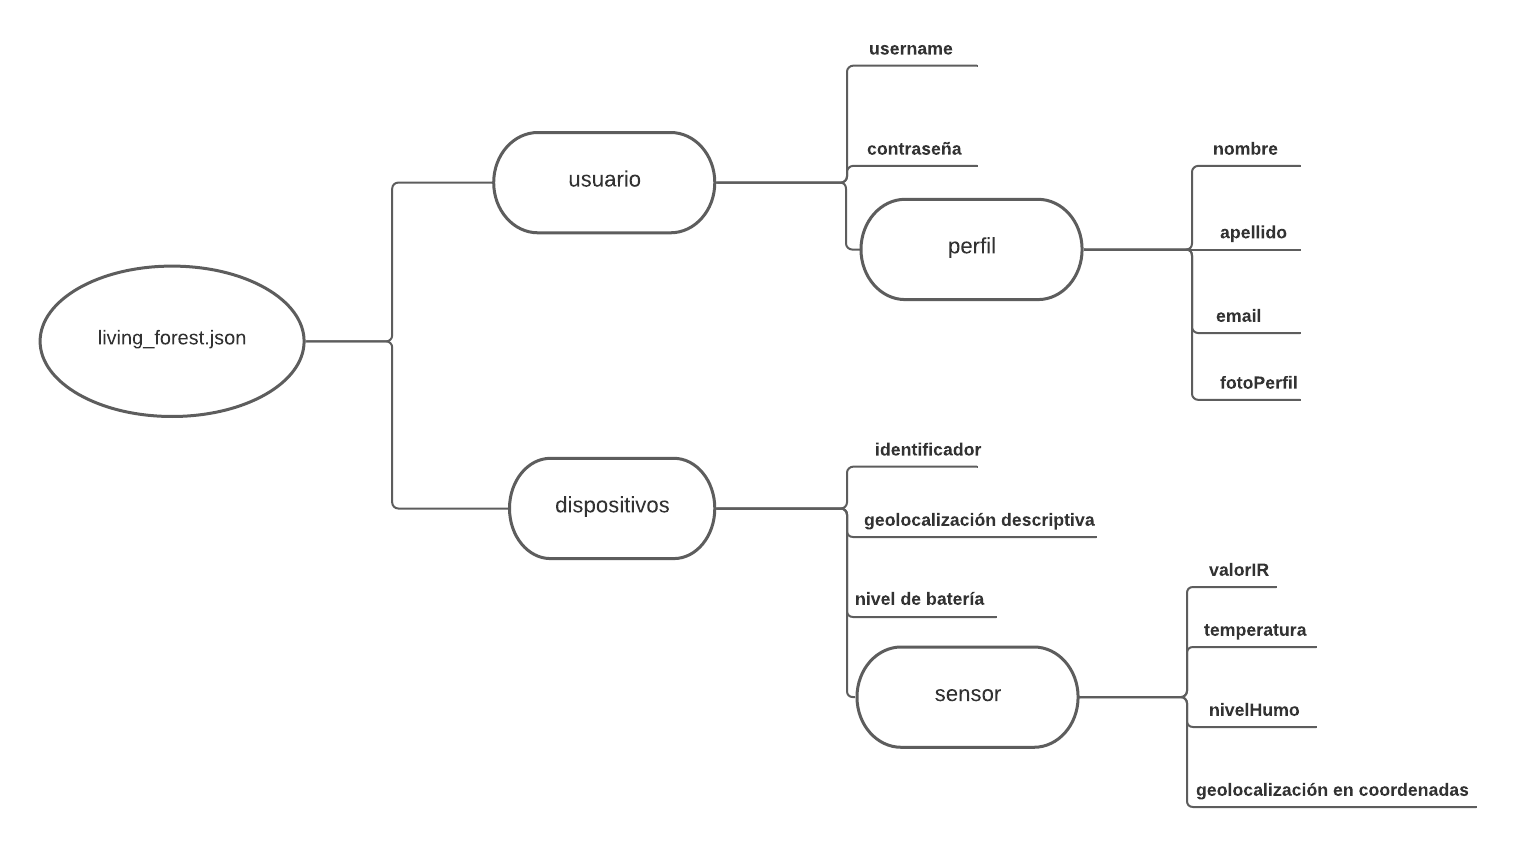 living_forest.json
usuario
username
contraseña
perfil
nombre
apellido
email
fotoPerfil
dispositivos
identificador
geolocalización descriptiva
nivel de batería
sensor
valorIR
temperatura
nivelHumo
geolocalización en coordenadas